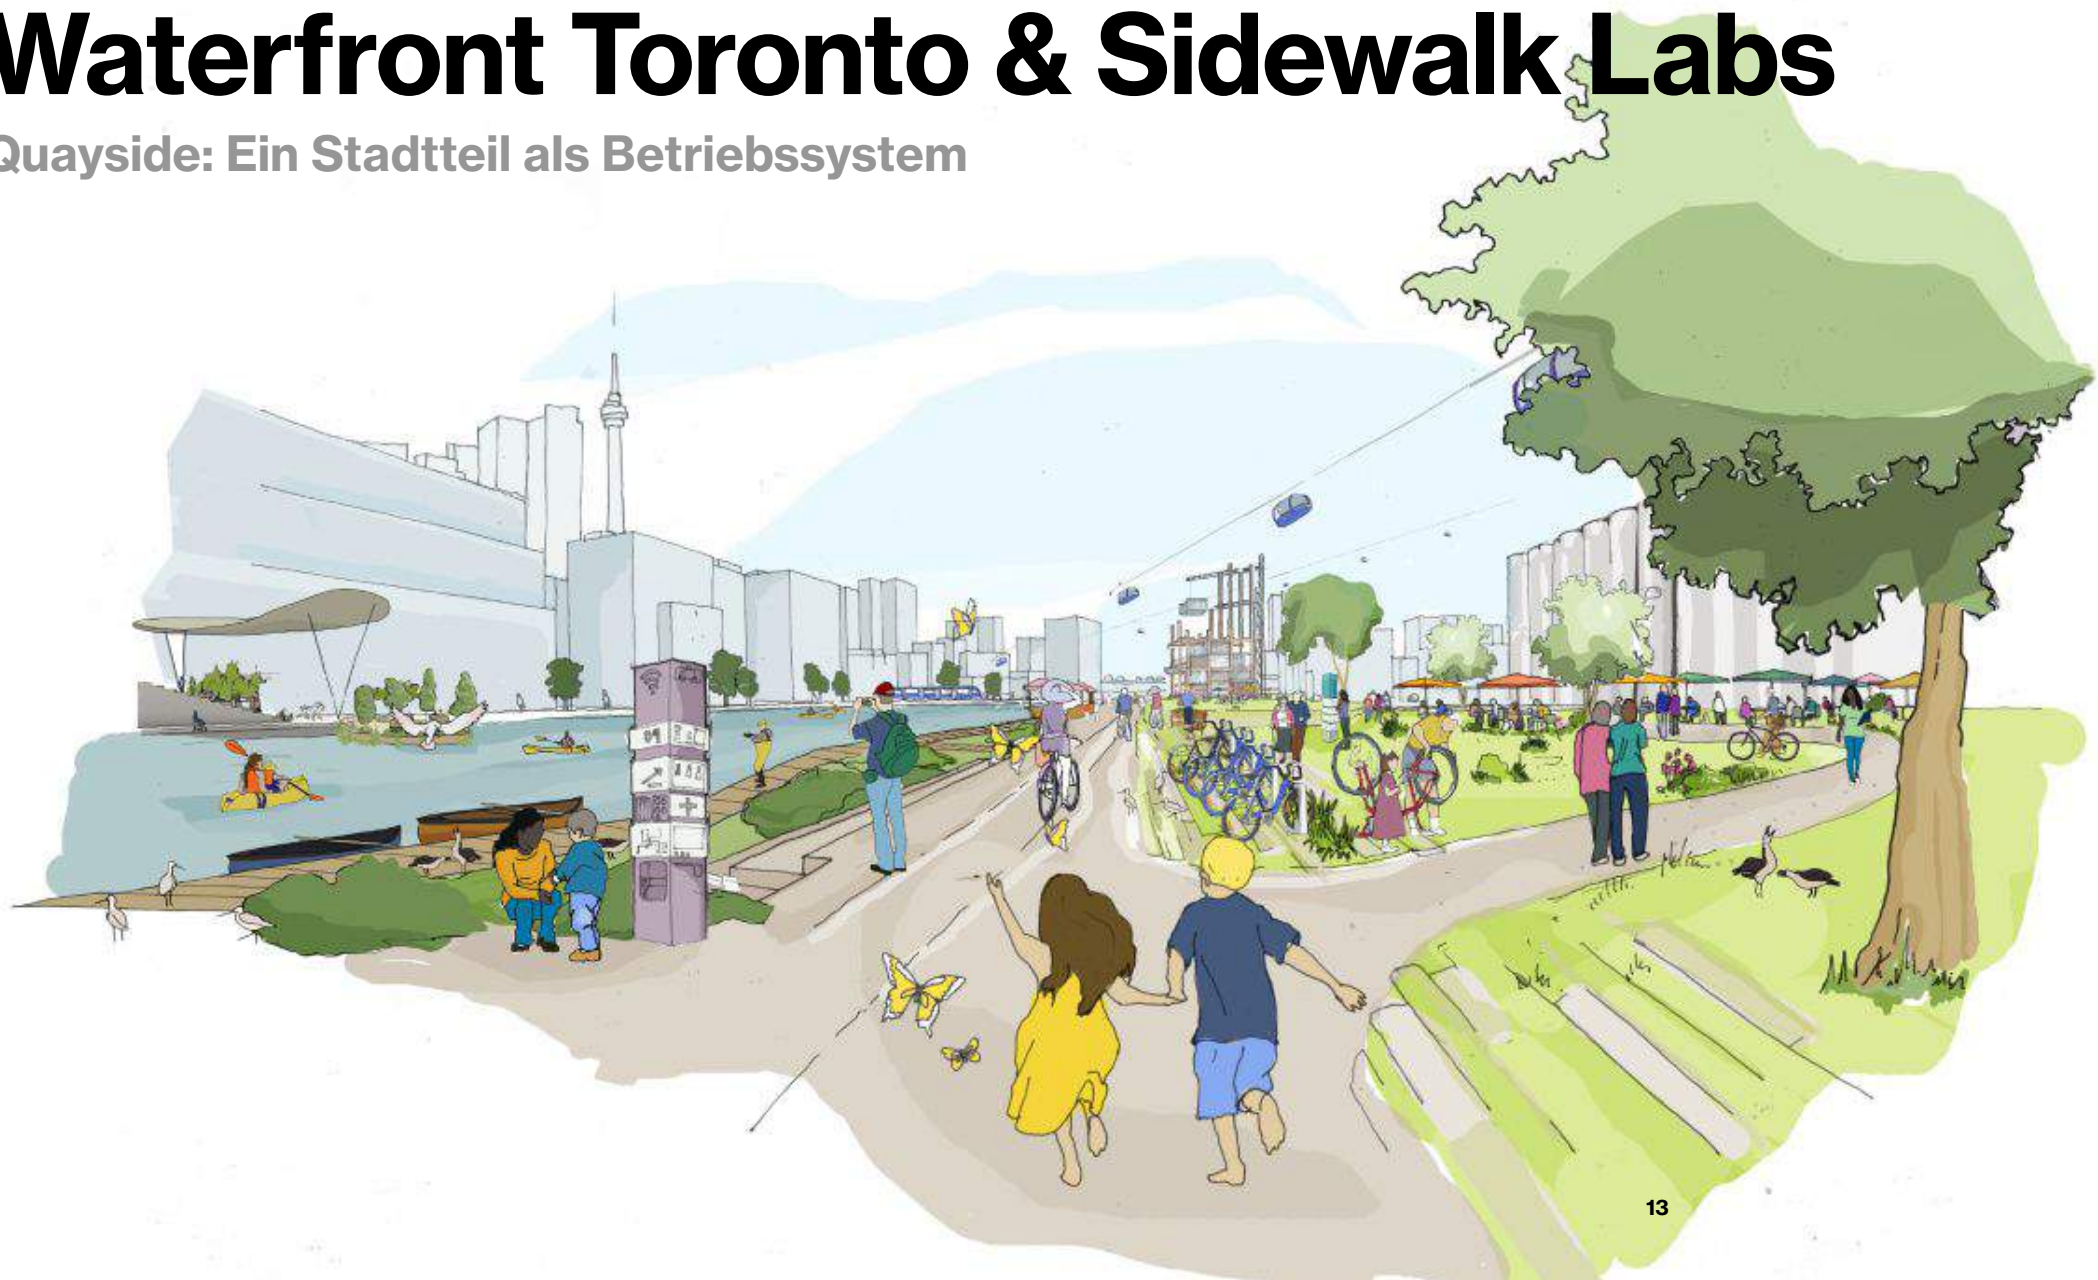 Waterfront Toronto & Sidewalk Labs
Quayside: Ein Stadtteil als Betriebssystem
13